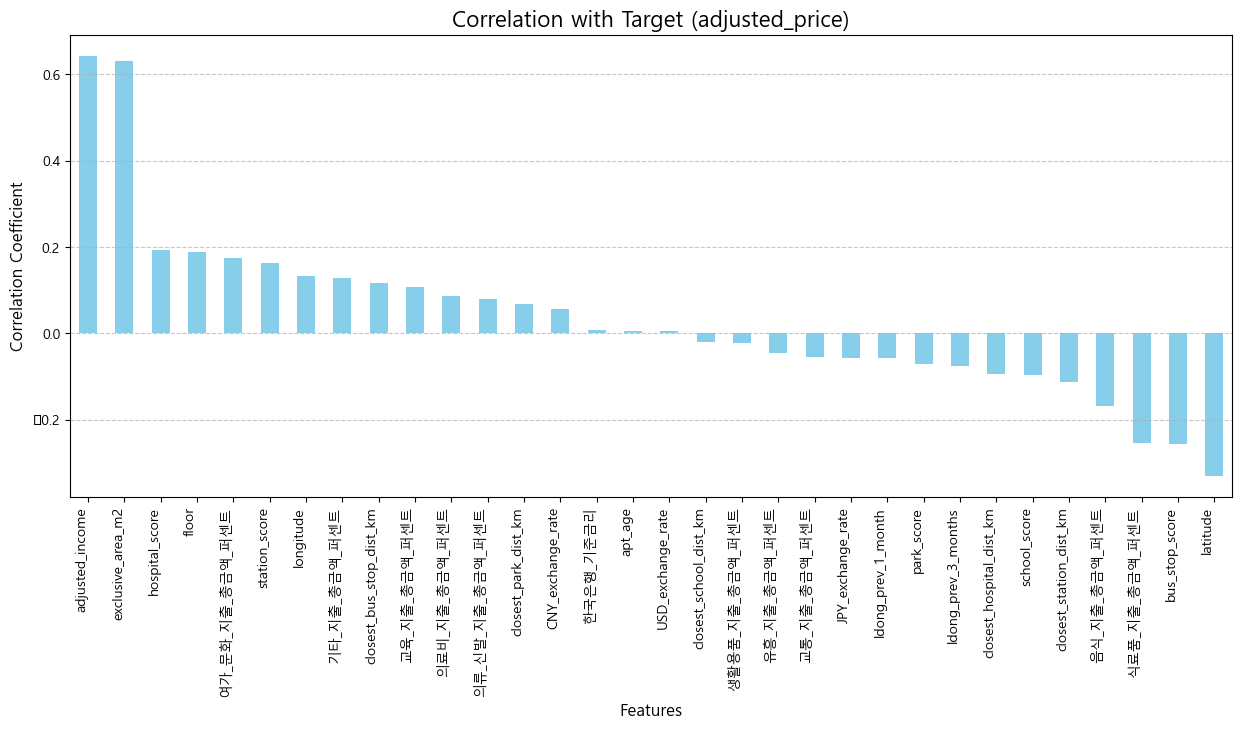 Correlation with Target (adjusted_price)
Correlation Coefficient
0.6
0.4
0.2
0.0
□0.2
adjusted_income
exclusive_area_m2
hospital_score
floor
여가_문화_지출_총금액_퍼센트
station_score
longitude
기타_지출_총금액_퍼센트
closest_bus_stop_dist_km
교육_지출_총금액_퍼센트
의료비_지출_총금액_퍼센트
의류_신발_지출_총금액_퍼센트
closest_park_dist_km
CNY_exchange_rate
한국은행_기준금리
apt_age
USD_exchange_rate
closest_school_dist_km
생활용품_지출_총금액_퍼센트
유흥_지출_총금액_퍼센트
교통_지출_총금액_퍼센트
JPY_exchange_rate
ldong_prev_1_month
park_score
ldong_prev_3_months
closest_hospital_dist_km
school_score
closest_station_dist_km
음식_지출_총금액_퍼센트
식료품_지출_총금액_퍼센트
bus_stop_score
latitude
Features